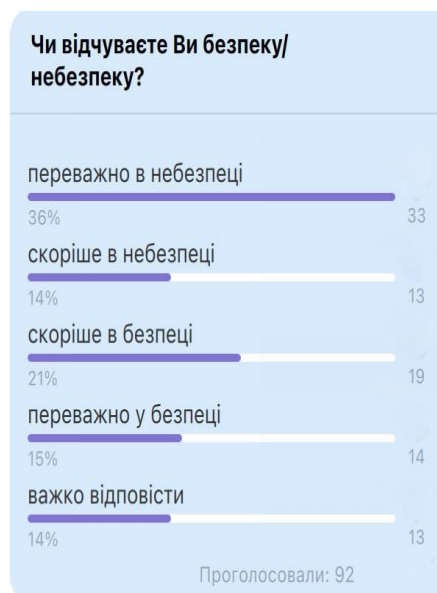 Чи відчуваєте Ви безпеку/
небезпеку?
переважно в небезпеці
36% 33
скоріше в небезпеці
14% 13
скоріше в безпеці
21% 19
переважно у безпеці
15% 14
важко відповісти
14% 13
Проголосовали: 92